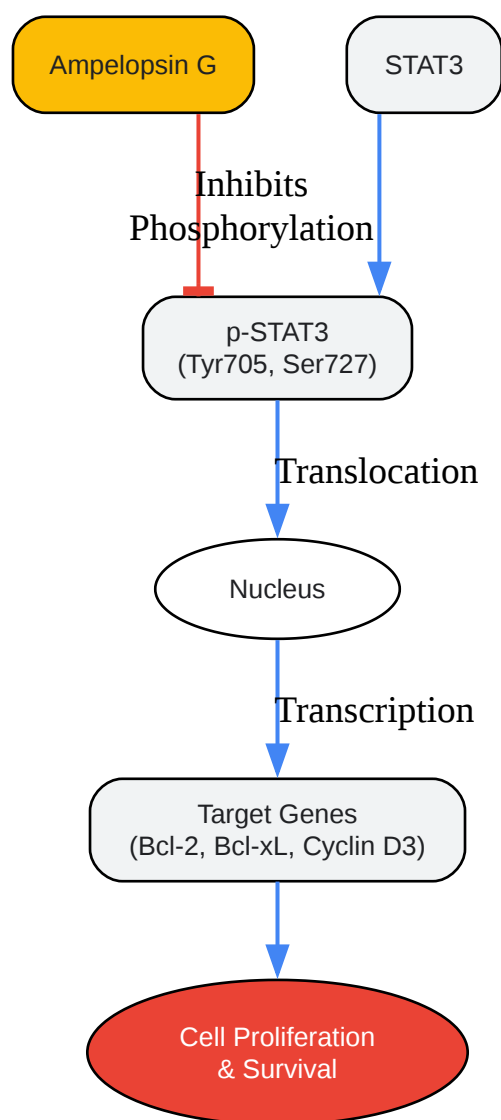 Ampelopsin G
STAT3
Inhibits
Phosphorylation
p-STAT3
(Tyr705, Ser727)
Translocation
Nucleus
Transcription
Target Genes
(Bcl-2, Bcl-xL, Cyclin D3)
Cell Proliferation
& Survival